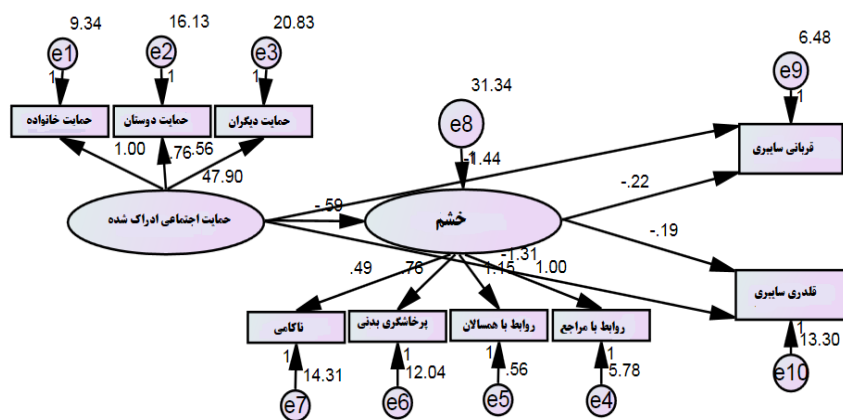 9.34
16.13
20.83
6.48
e1
e2
e3
31.34
e9
1
1
1
e8
1
حمایت خانواده
حمایت دوستان
حمایت دیگران
قربانی سایبری
1.00
.76
.56
-1.44
47.90
-.22
حمایت اجتماعی ادراک شده
-.59
خشم
-.19
.49
.76
1.15
-1.31
1.00
قلدری سایبری
ناکامی
پرخاشگری بدنی
روابط با همسالان
روابط با مراجع
1
14.31
1
12.04
1
.56
1
5.78
1
13.30
e7
e6
e5
e4
e10